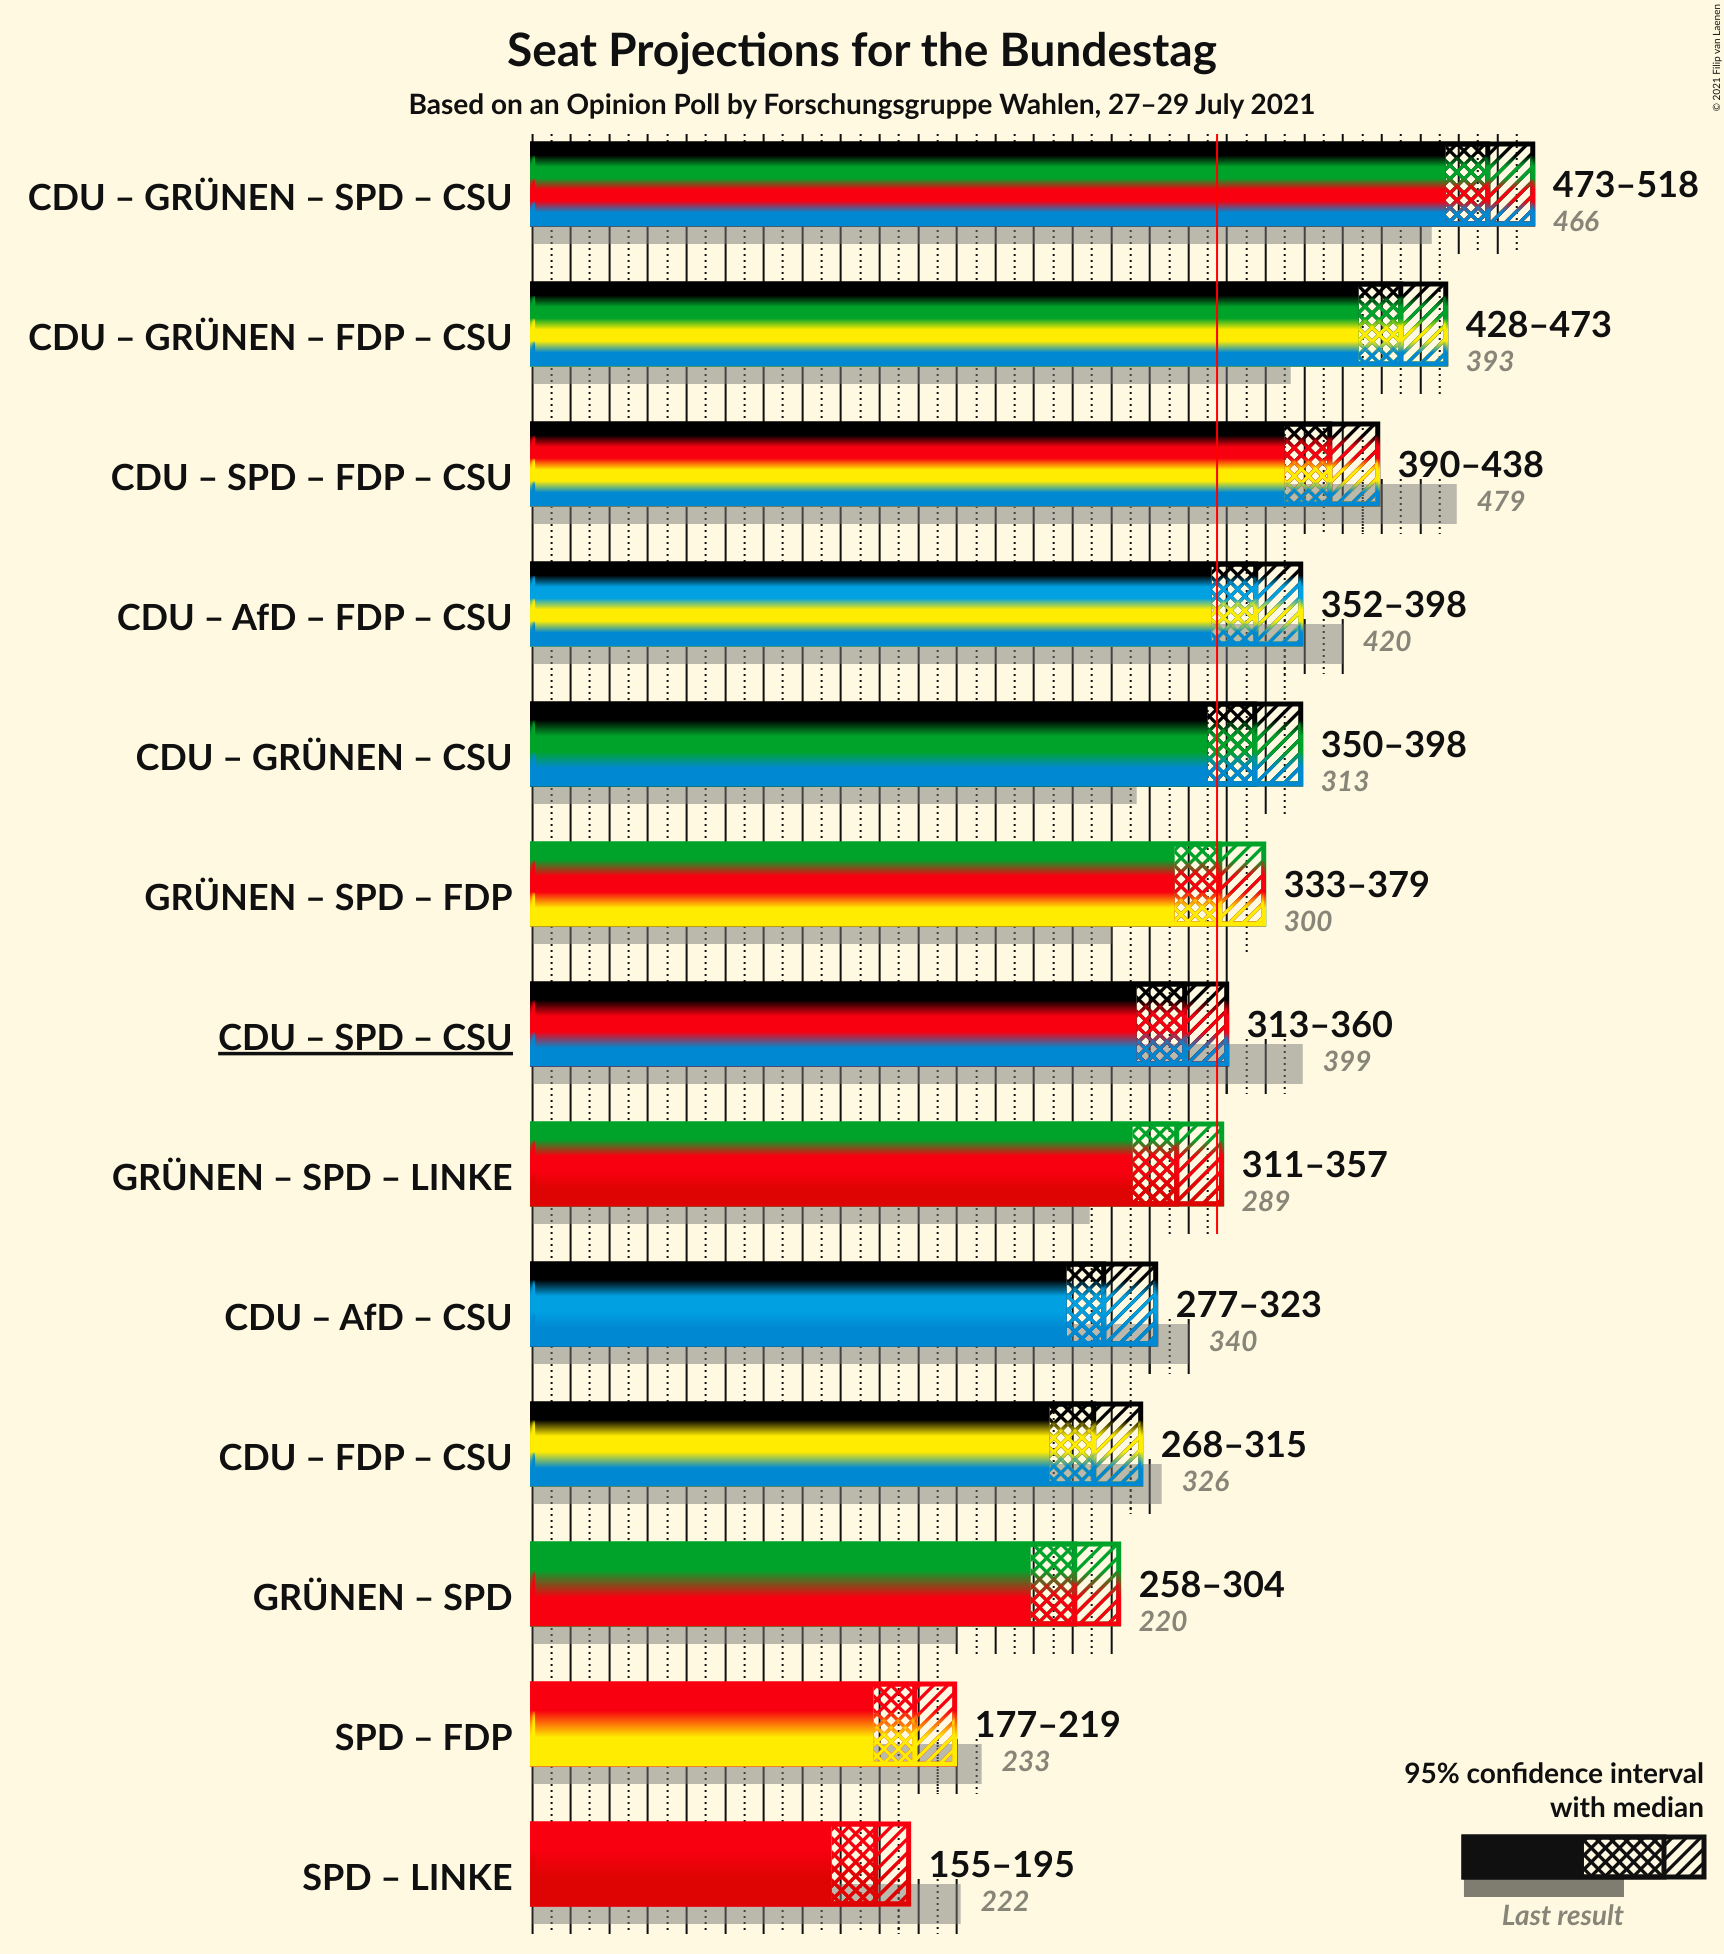 Seat Projections for the Bundestag
Based on an Opinion Poll by Forschungsgruppe Wahlen, 27–29 July 2021
© 2021 Filip van Laenen
CDU – GRÜNEN – SPD – CSU
473–518
466
CDU – GRÜNEN – FDP – CSU
428–473
393
CDU – SPD – FDP – CSU
390–438
479
CDU – AfD – FDP – CSU
352–398
420
CDU – GRÜNEN – CSU
350–398
313
GRÜNEN – SPD – FDP
333–379
300
CDU – SPD – CSU
313–360
399
GRÜNEN – SPD – LINKE
311–357
289
CDU – AfD – CSU
277–323
340
CDU – FDP – CSU
268–315
326
GRÜNEN – SPD
258–304
220
SPD – FDP
177–219
233
SPD – LINKE
155–195
222
95% confidence interval
with median
Last result